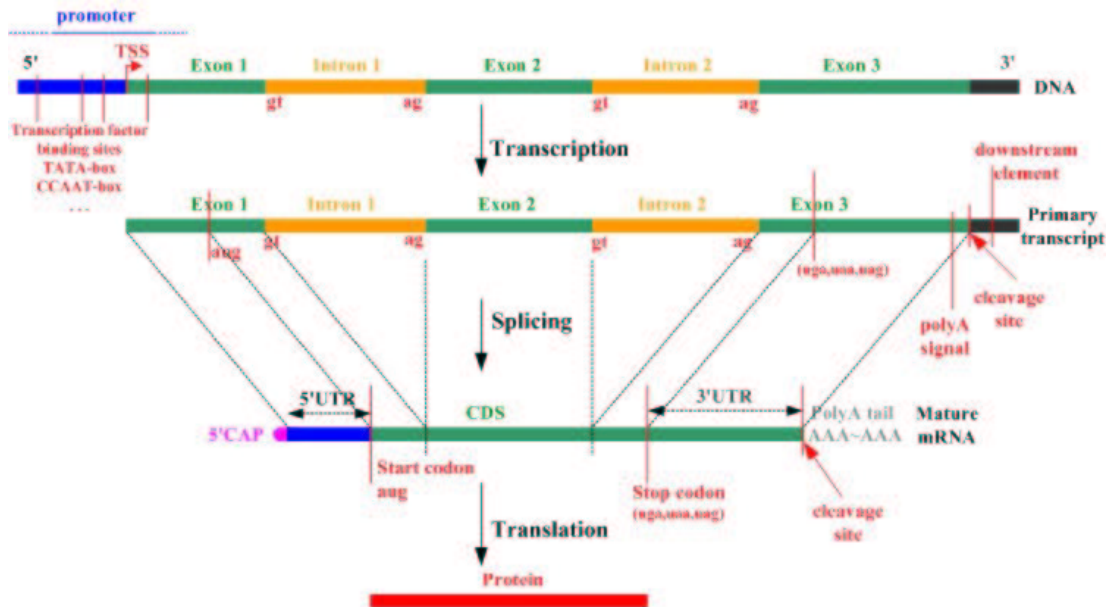 promoter
5'
TSS
Exon 1
Intron 1
Exon 2
Intron 2
Exon 3
3'
DNA
gt
ag
gt
ag
Transcription factor
binding sites
TATA-box
CCAAT-box
...
Transcription
downstream
element
Exon 1
Intron 1
Exon 2
Intron 2
Exon 3
Primary
transcript
aug
gt
ag
gt
ag
(uga,uaa,uag)
cleavage
site
polyA
signal
Splicing
5'UTR
CDS
3'UTR
PolyA tail
AAA~AAA
Mature
mRNA
5'CAP
Start codon
aug
Stop codon
(uga,uaa,uag)
cleavage
site
Translation
Protein